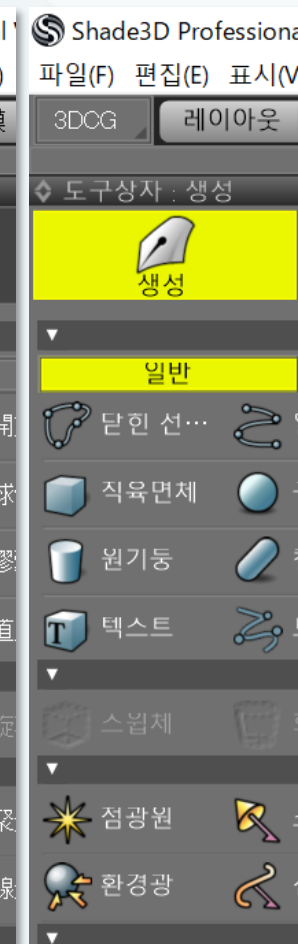 Shade3D Professional
파일(F) 편집(E) 표시(V
3DCG 레이아웃
도구상자 : 생성
생성
일반
닫힌 선…
직육면체
원기둥
텍스트
스윕체
점광원
환경광